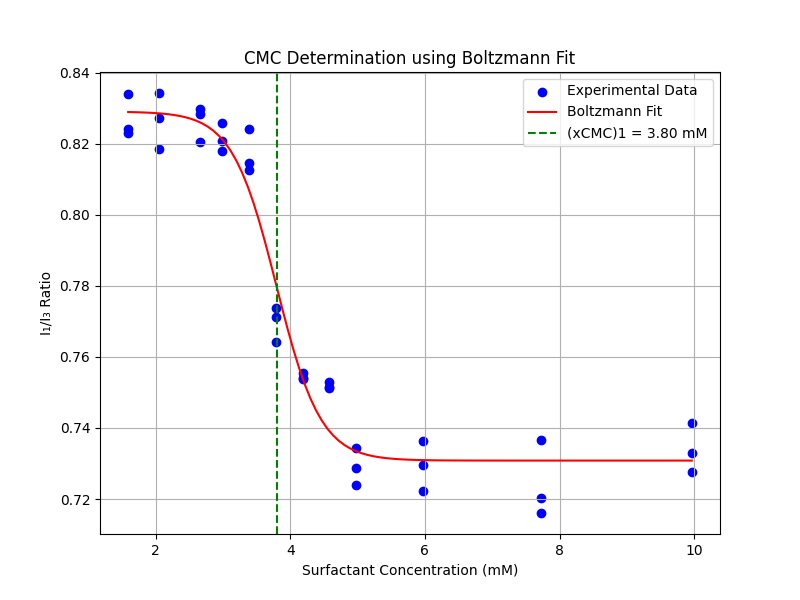 CMC Determination using Boltzmann Fit
Experimental Data
Boltzmann Fit
(xCMC)1 = 3.80 mM
0.84
0.82
0.80
0.78
0.76
0.74
0.72
I₁/I₃ Ratio
2
4
6
8
10
Surfactant Concentration (mM)